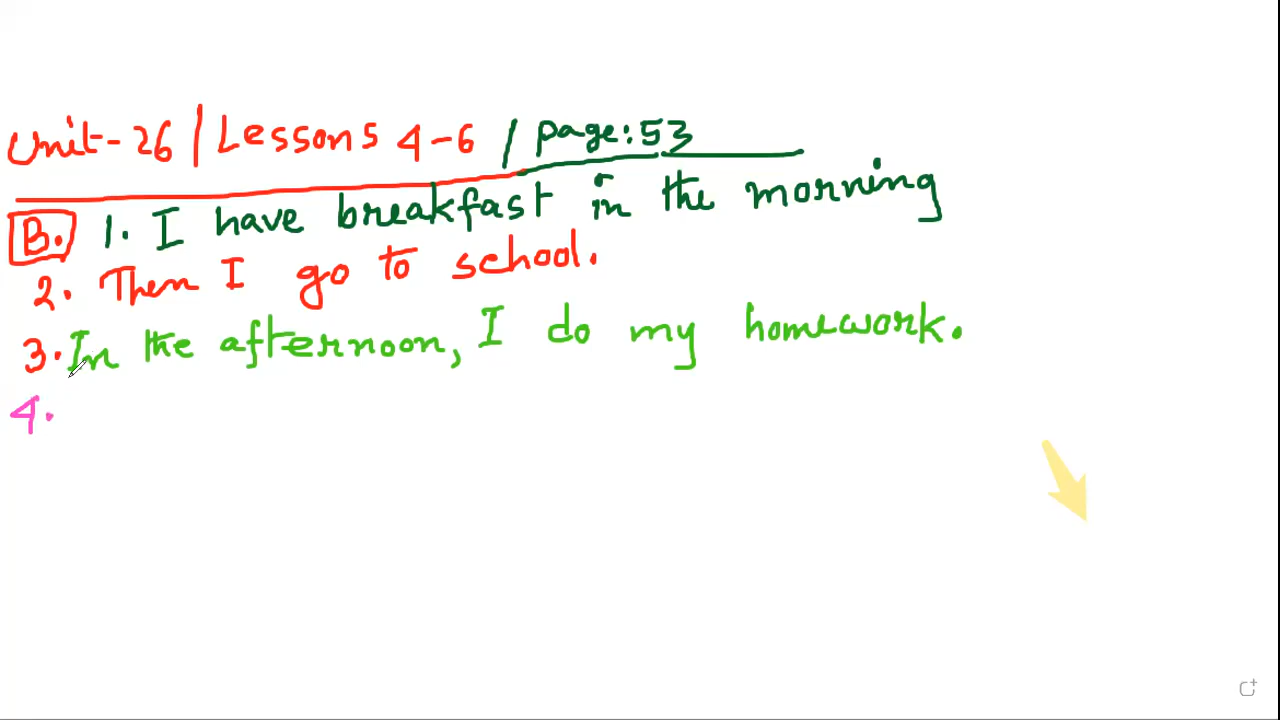 Unit-26 | Lessons 4-6 / page: 53
B. 1. I have breakfast in the morning
2. Then I go to school.
3. In the afternoon, I do my homework.
4.